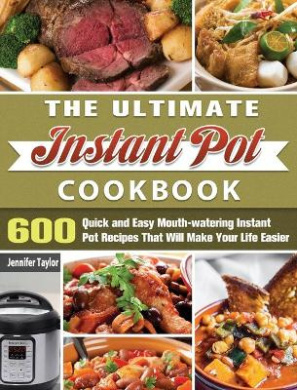 THE ULTIMATE
Instant Pot
COOKBOOK
600 Quick and Easy Mouth-watering Instant
Pot Recipes That Will Make Your Life Easier
Jennifer Taylor